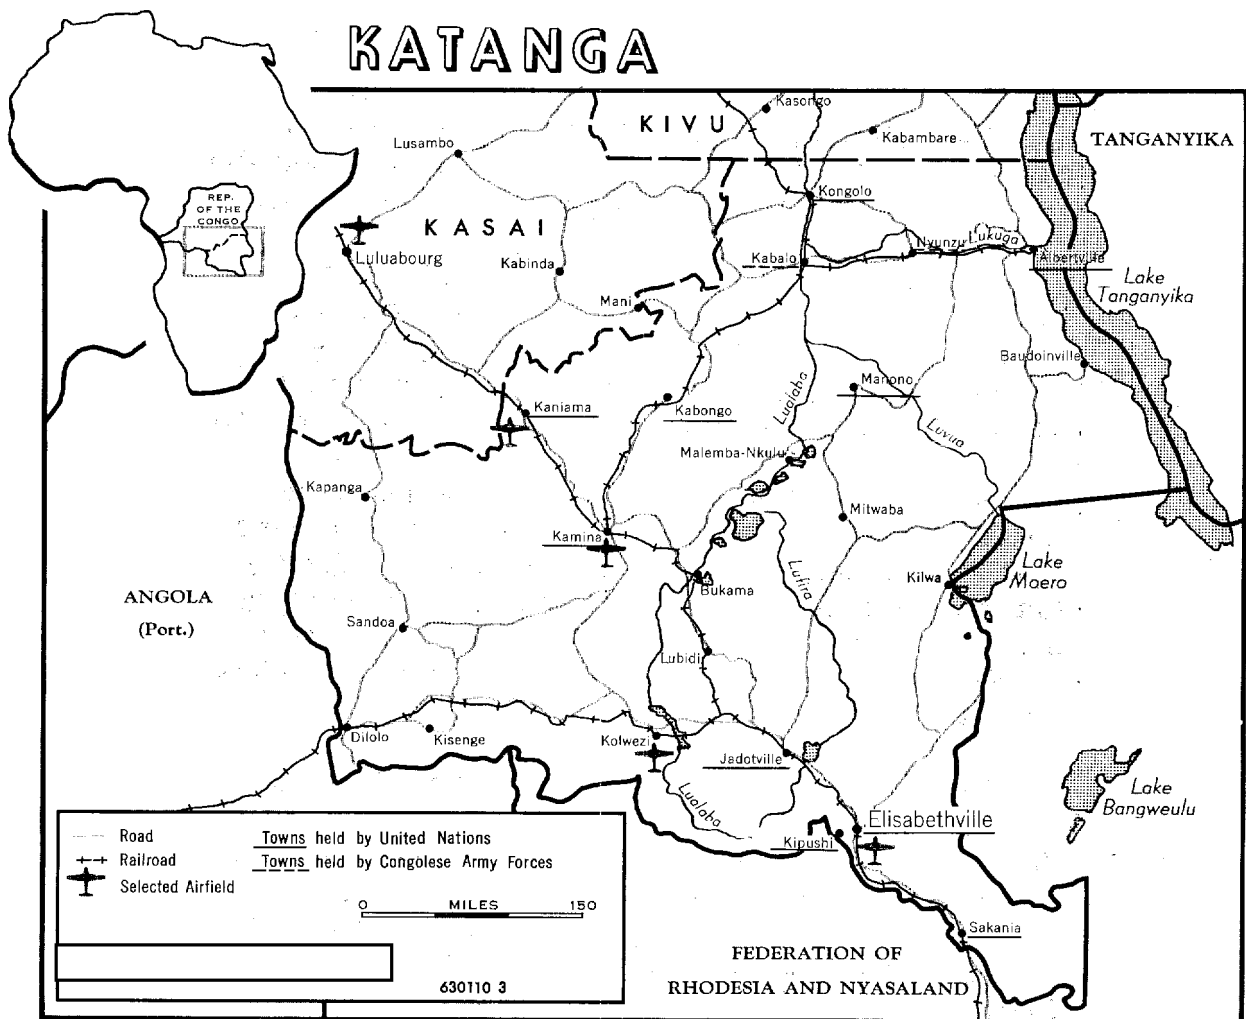 KATANGA
REP.
OF THE
CONGO
KIVU
Kasongo
Kabambare
TANGANYIKA
Lusambo
Kongolo
KASAI
Luluabourg
Kabinda
Kabalo
Nyunzu
Lukuga
Albertville
Lake
Tanganyika
Mani
Baudoinville
Lualaba
Manono
Kaniama
Kabongo
Luvua
Malemba-Nkulu
Kapanga
Mitwaba
Kamina
Lake
Moero
Kilwa
Bukama
Lufira
ANGOLA
(Port.)
Sandoa
Lubidi
Dilolo
Kisenge
Kolwezi
Jadotville
Lualaba
Lake
Bangweulu
Elisabethville
Kipushi
Sakania
FEDERATION OF
RHODESIA AND NYASALAND
Road
Railroad
Selected Airfield
Towns held by United Nations
Towns held by Congolese Army Forces
0 MILES 150
630110 3